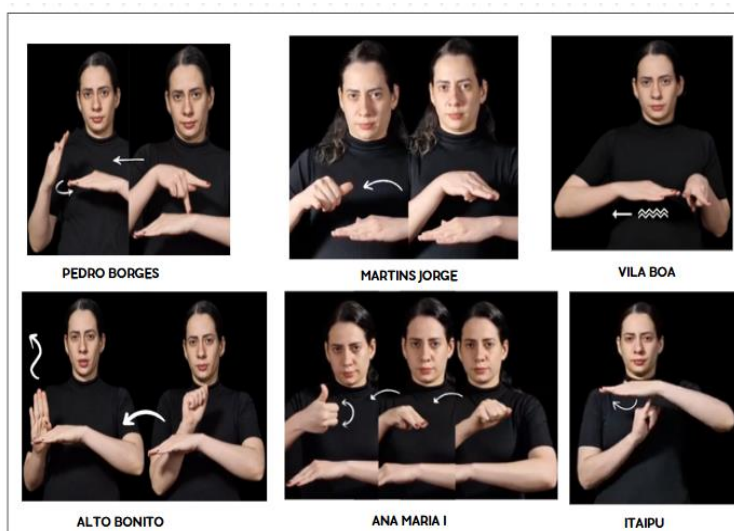 PEDRO BORGES
MARTINS JORGE
VILA BOA
ALTO BONITO
ANA MARIA I
ITAIPU